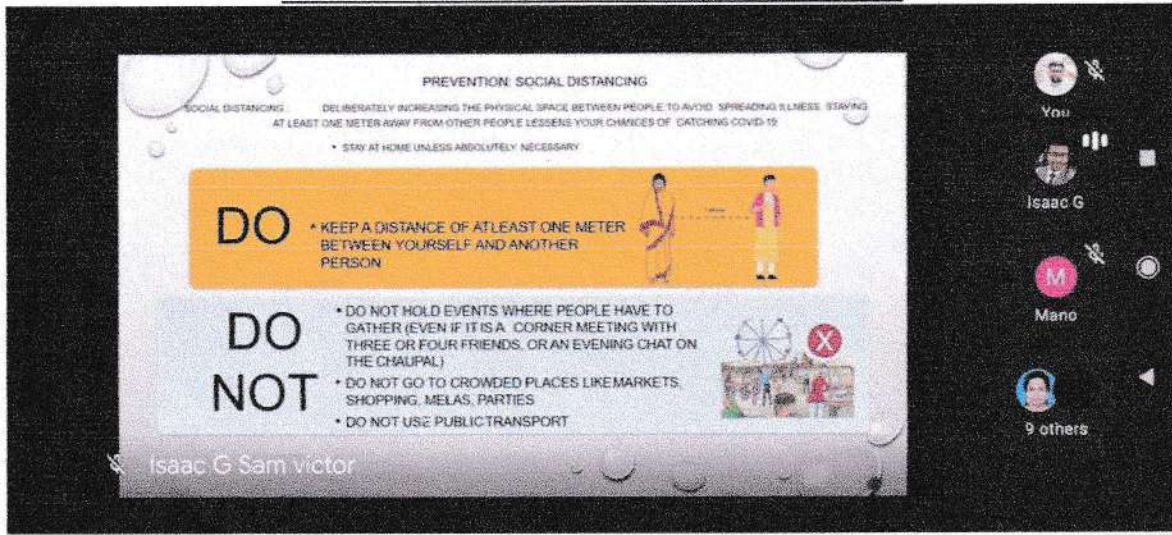 PREVENTION: SOCIAL DISTANCING
SOCIAL DISTANCING DELIBERATELY INCREASING THE PHYSICAL SPACE BETWEEN PEOPLE TO AVOID SPREADING ILLNESS. STAYING
AT LEAST ONE METER AWAY FROM OTHER PEOPLE LESSENS YOUR CHANCES OF CATCHING COVID-19
• STAY AT HOME UNLESS ABSOLUTELY NECESSARY
DO
• KEEP A DISTANCE OF ATLEAST ONE METER
BETWEEN YOURSELF AND ANOTHER
PERSON
DO
NOT
• DO NOT HOLD EVENTS WHERE PEOPLE HAVE TO
GATHER (EVEN IF IT IS A CORNER MEETING WITH
THREE OR FOUR FRIENDS, OR AN EVENING CHAT ON
THE CHAUPAL)
• DO NOT GO TO CROWDED PLACES LIKE MARKETS,
SHOPPING, MELAS, PARTIES
• DO NOT USE PUBLIC TRANSPORT
Isaac G Sam victor
You
Isaac G
M
Mano
9 others